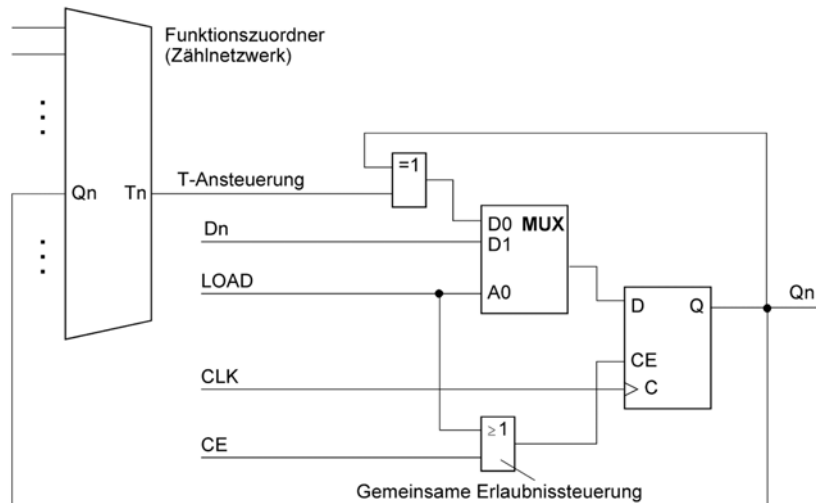 Funktionszuordner
(Zählnetzwerk)
=1
Qn
Tn
T-Ansteuerung
D0 MUX
Dn
D1
LOAD
A0
Qn
D
Q
CE
CLK
C
≥1
CE
Gemeinsame Erlaubnissteuerung